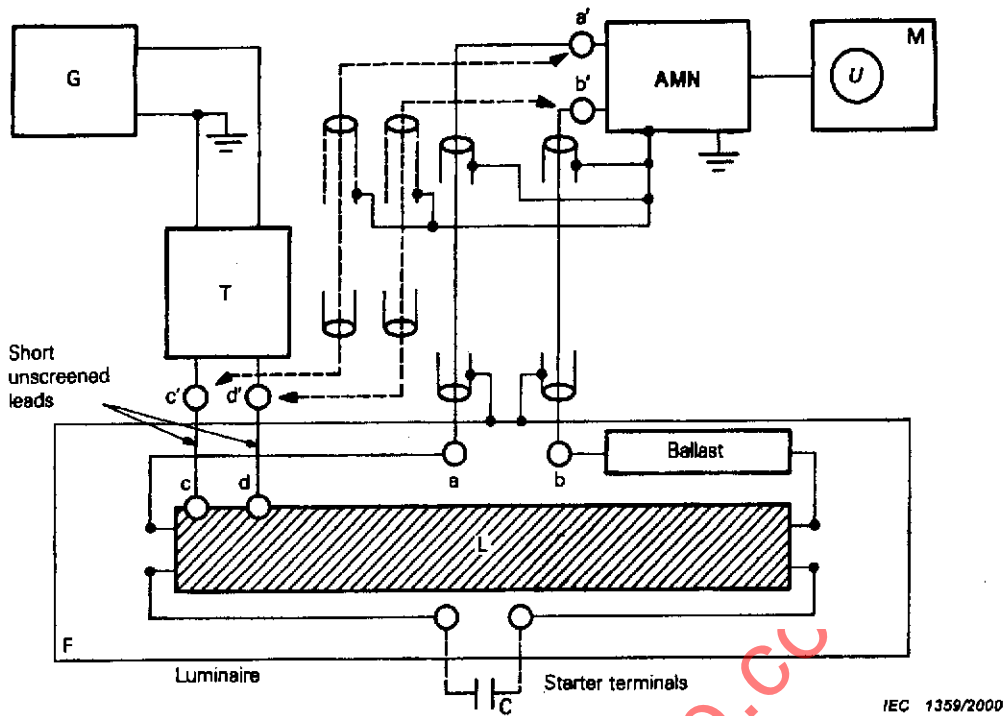 G
a'
b'
AMN
M
U
T
Short
unscreened
leads
c'
d'
c
d
a
b
Ballast
L
F
Luminaire
C
Starter terminals
IEC 1359/2000